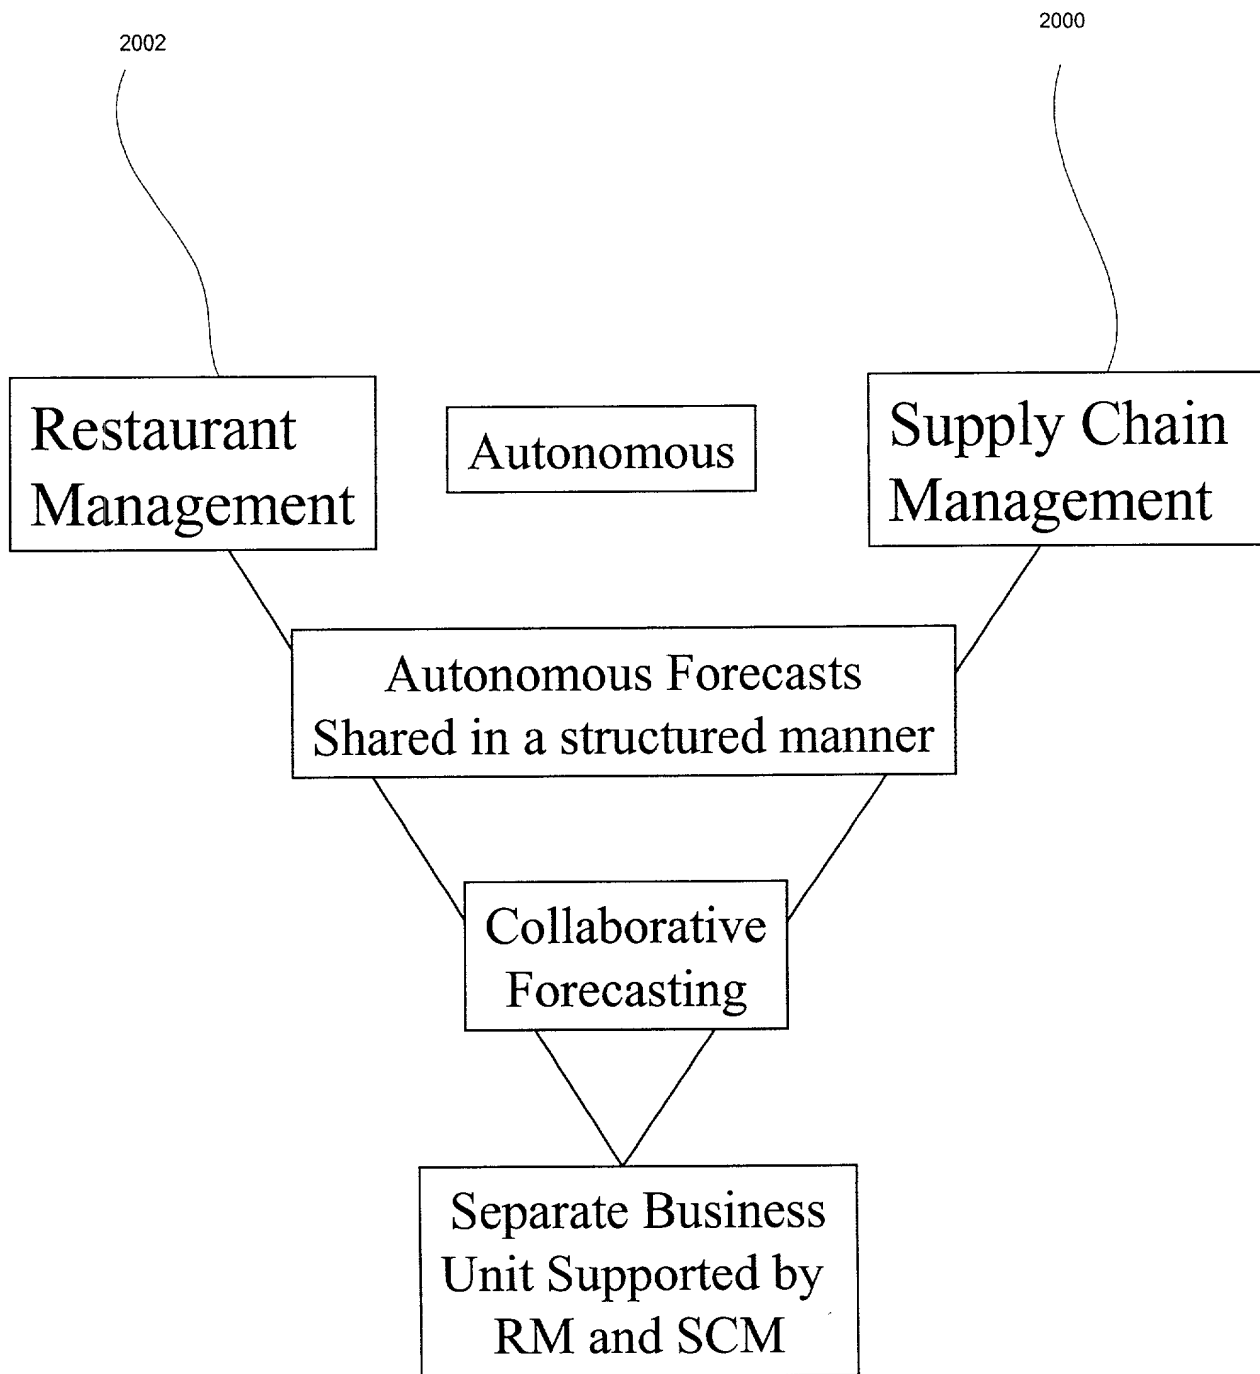 2002
2000
Restaurant
Management
Autonomous
Supply Chain
Management
Autonomous Forecasts
Shared in a structured manner
Collaborative
Forecasting
Separate Business
Unit Supported by
RM and SCM